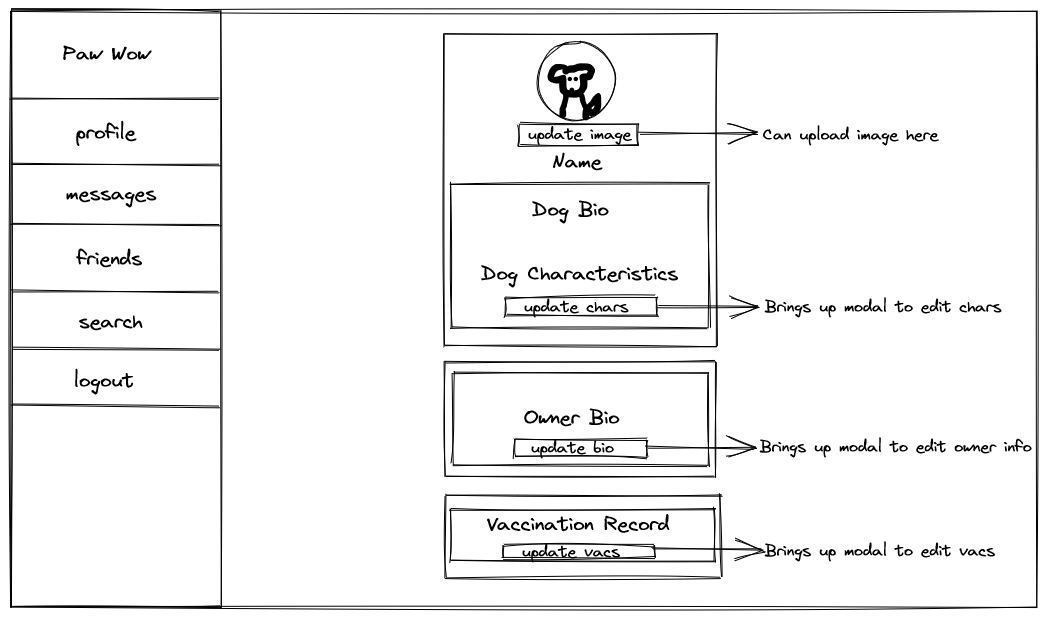 Paw Wow
profile
messages
friends
search
logout
update image
Can upload image here
Name
Dog Bio
Dog Characteristics
update chars
Brings up modal to edit chars
Owner Bio
update bio
Brings up modal to edit owner info
Vaccination Record
update vacs
Brings up modal to edit vacs